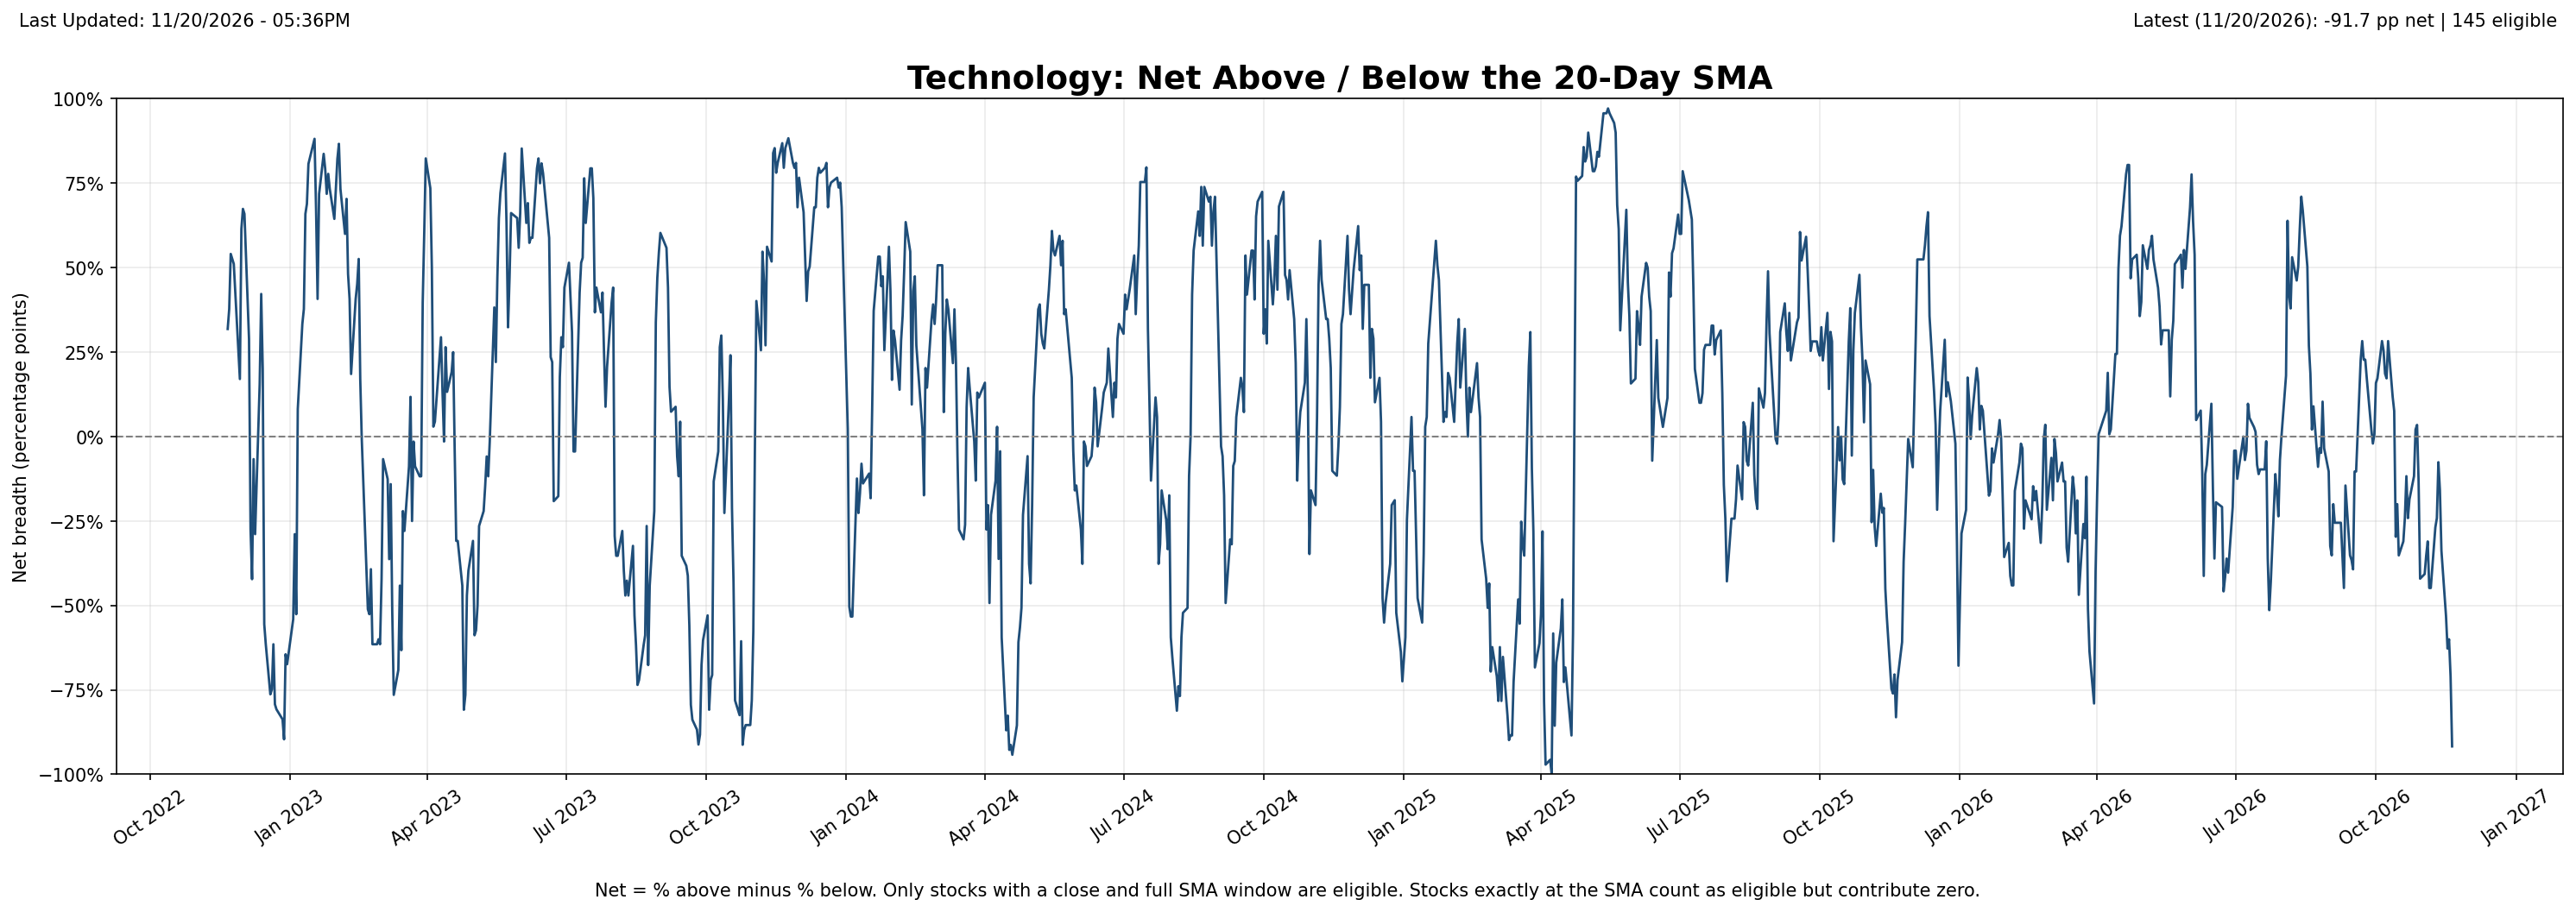 Last Updated: 11/20/2026 - 05:36PM
Latest (11/20/2026): -91.7 pp net | 145 eligible
Technology: Net Above / Below the 20-Day SMA
Net breadth (percentage points)
100%
75%
50%
25%
0%
−25%
−50%
−75%
−100%
Oct 2022
Jan 2023
Apr 2023
Jul 2023
Oct 2023
Jan 2024
Apr 2024
Jul 2024
Oct 2024
Jan 2025
Apr 2025
Jul 2025
Oct 2025
Jan 2026
Apr 2026
Jul 2026
Oct 2026
Jan 2027
Net = % above minus % below. Only stocks with a close and full SMA window are eligible. Stocks exactly at the SMA count as eligible but contribute zero.